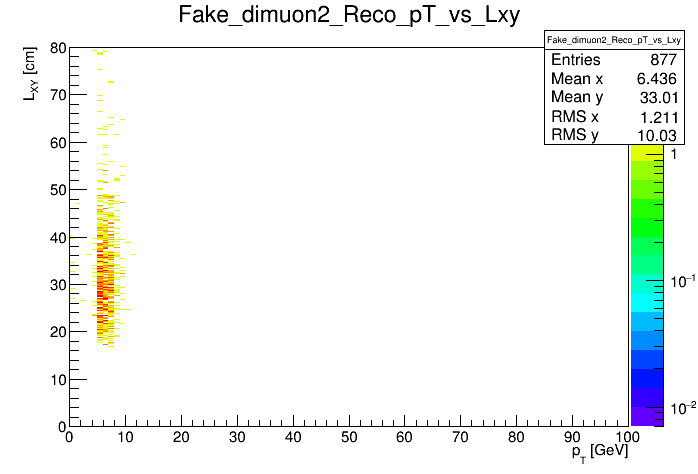 Fake_dimuon2_Reco_pT_vs_Lxy
Fake_dimuon2_Reco_pT_vs_Lxy
Entries 877
Mean x 6.436
Mean y 33.01
RMS x 1.211
RMS y 10.03
L_XY [cm]
80
70
60
50
40
30
20
10
0
0 10 20 30 40 50 60 70 80 90 100
p_T [GeV]
1
10^-1
10^-2